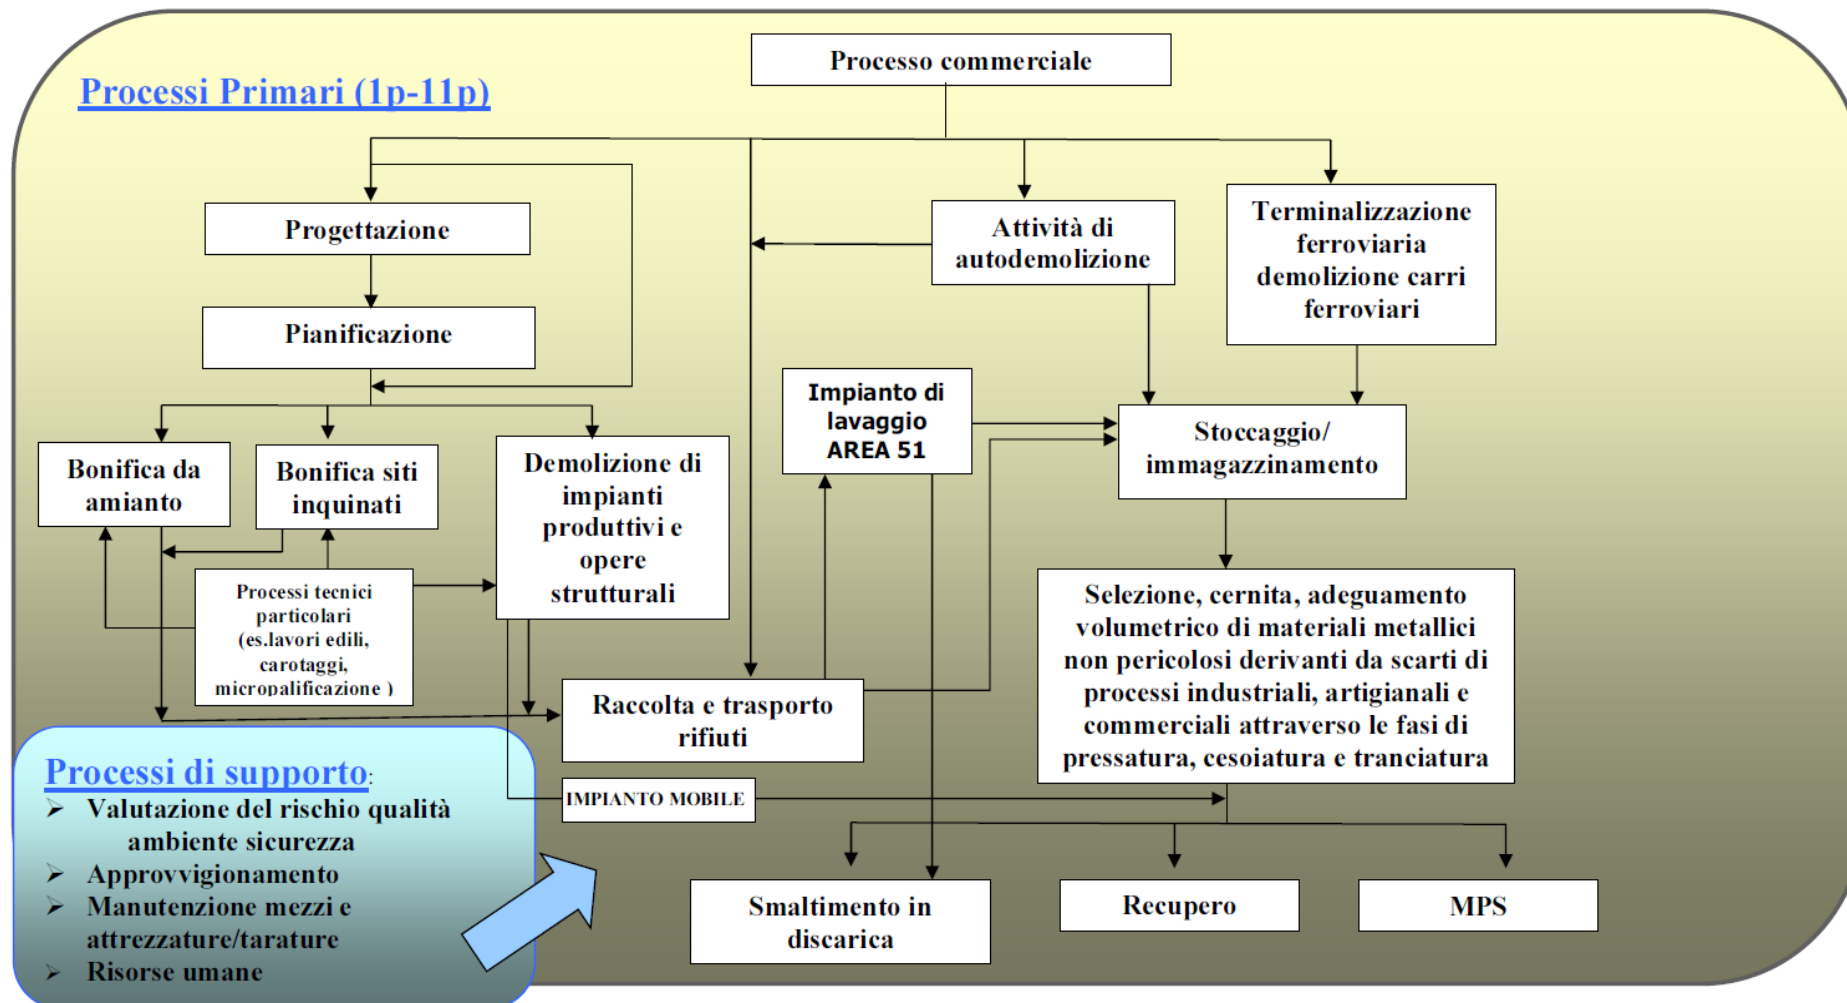 Processo commerciale
Processi Primari (1p-11p)
Progettazione
Pianificazione
Attività di
autodemolizione
Terminalizzazione
ferroviaria
demolizione carri
ferroviari
Impianto di
lavaggio
AREA 51
Stoccaggio/
immagazzinamento
Bonifica da
amianto
Bonifica siti
inquinati
Demolizione di
impianti
produttivi e
opere
strutturali
Processi tecnici
particolari
(es.lavori edili,
carotaggi,
micropalificazione )
Selezione, cernita, adeguamento
volumetrico di materiali metallici
non pericolosi derivanti da scarti di
processi industriali, artigianali e
commerciali attraverso le fasi di
pressatura, cesoiatura e tranciatura
Raccolta e trasporto
rifiuti
IMPIANTO MOBILE
Processi di supporto:
➢ Valutazione del rischio qualità
ambiente sicurezza
➢ Approvvigionamento
➢ Manutenzione mezzi e
attrezzature/tarature
➢ Risorse umane
Smaltimento in
discarica
Recupero
MPS